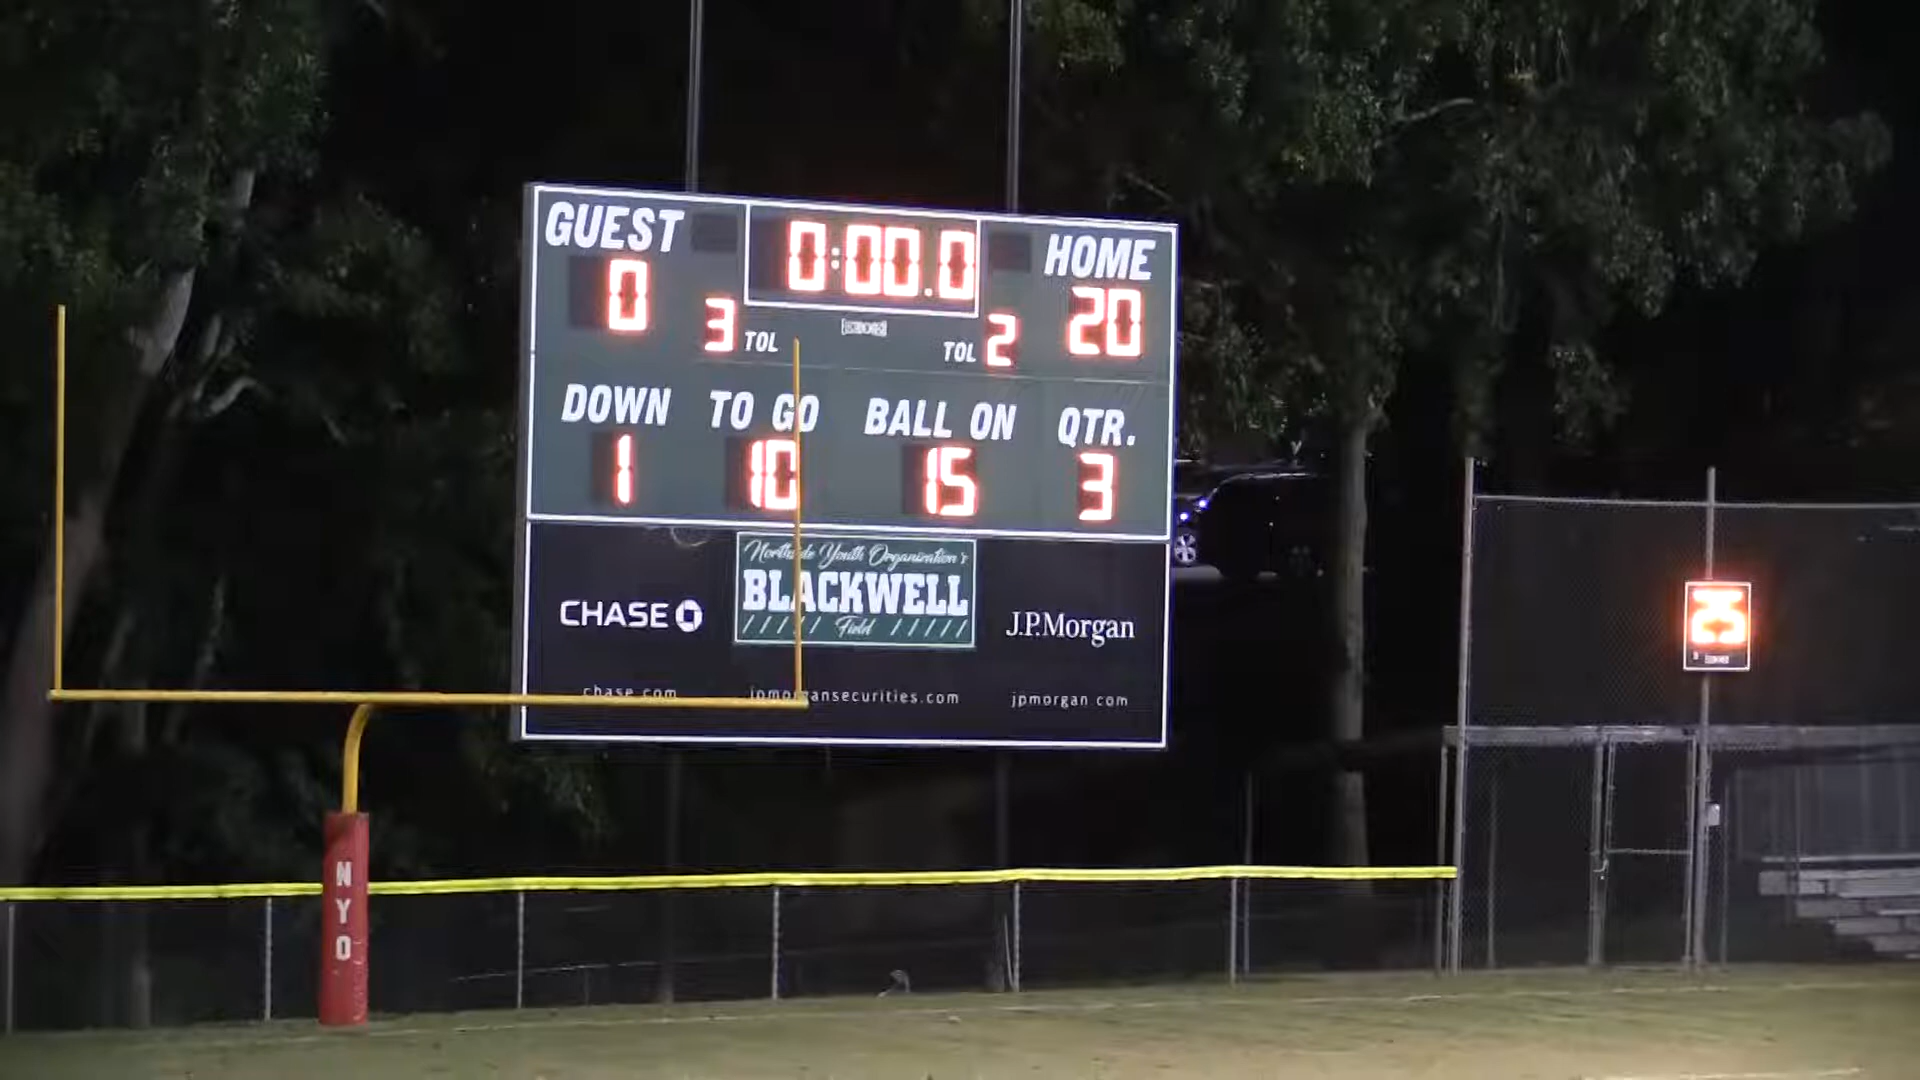 GUEST 0:00.0 HOME
0 3 TOL TOL 2 20
DOWN TO GO BALL ON QTR.
1 10 15 3
Northside Youth Organization's
BLACKWELL
Field
CHASE
J.P.Morgan
chase.com jpmorgansecurities.com jpmorgan.com
25
NYO